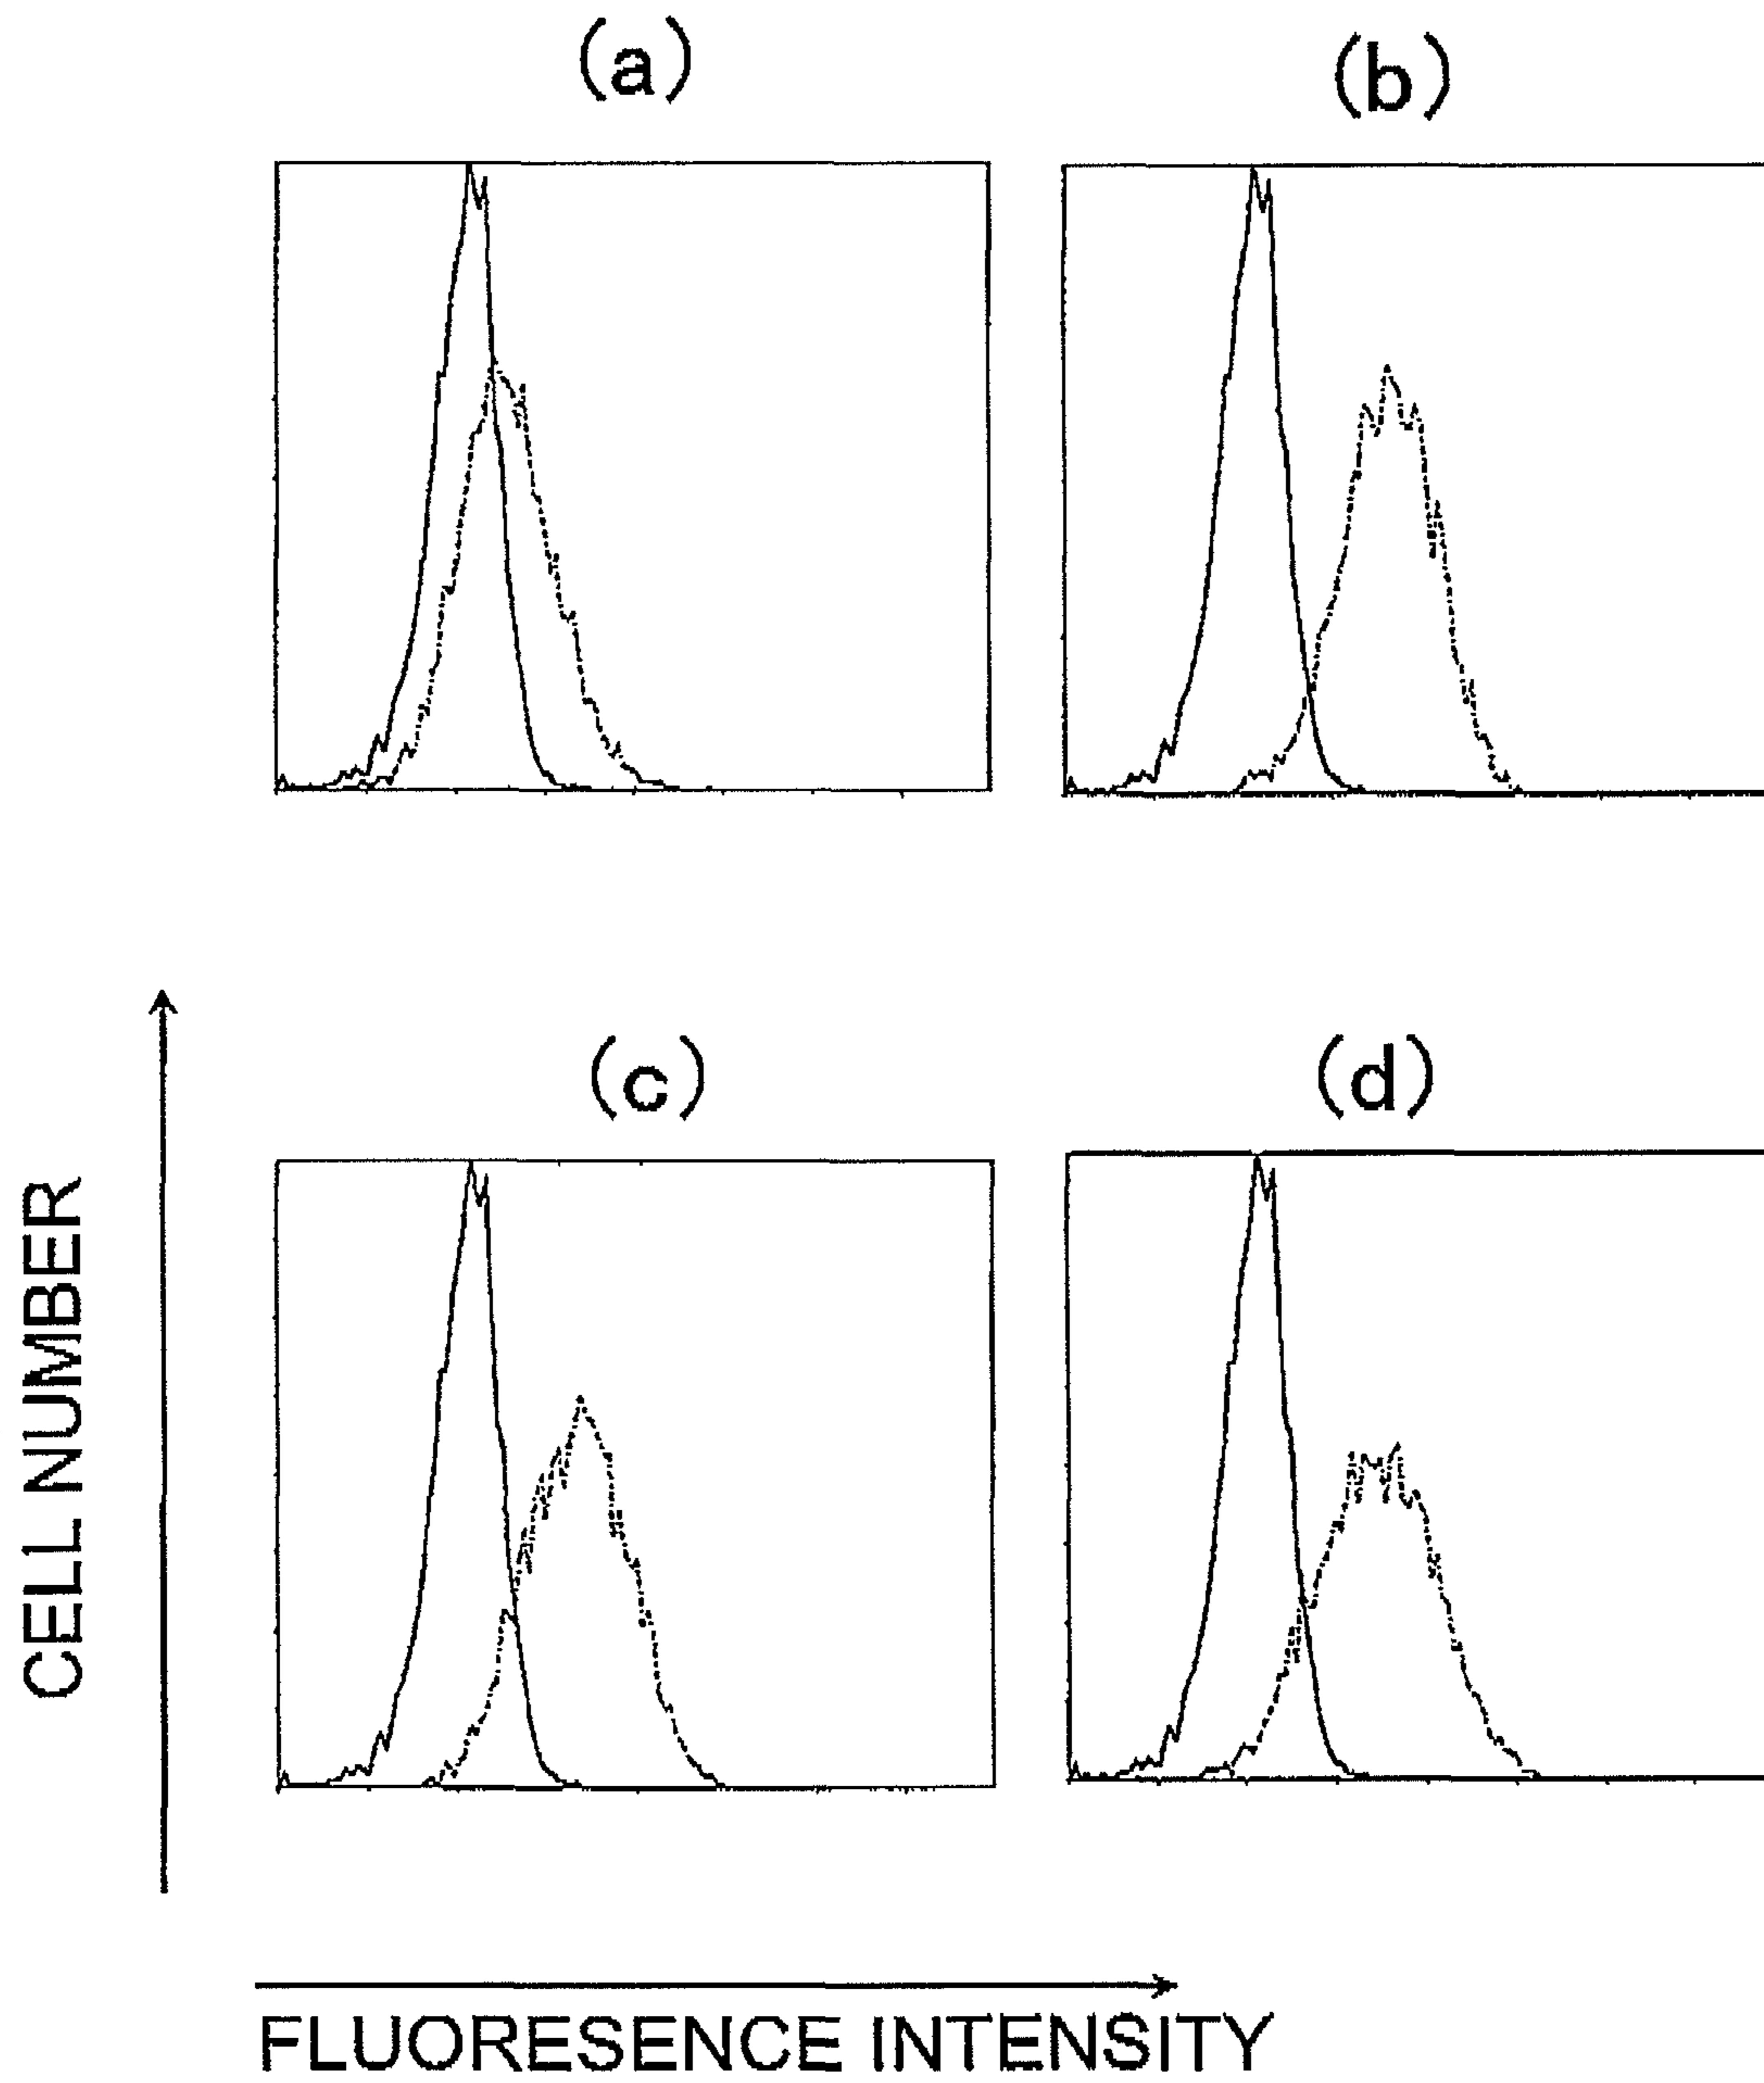 (a)
(b)
(c)
(d)
CELL NUMBER
FLUORESENCE INTENSITY